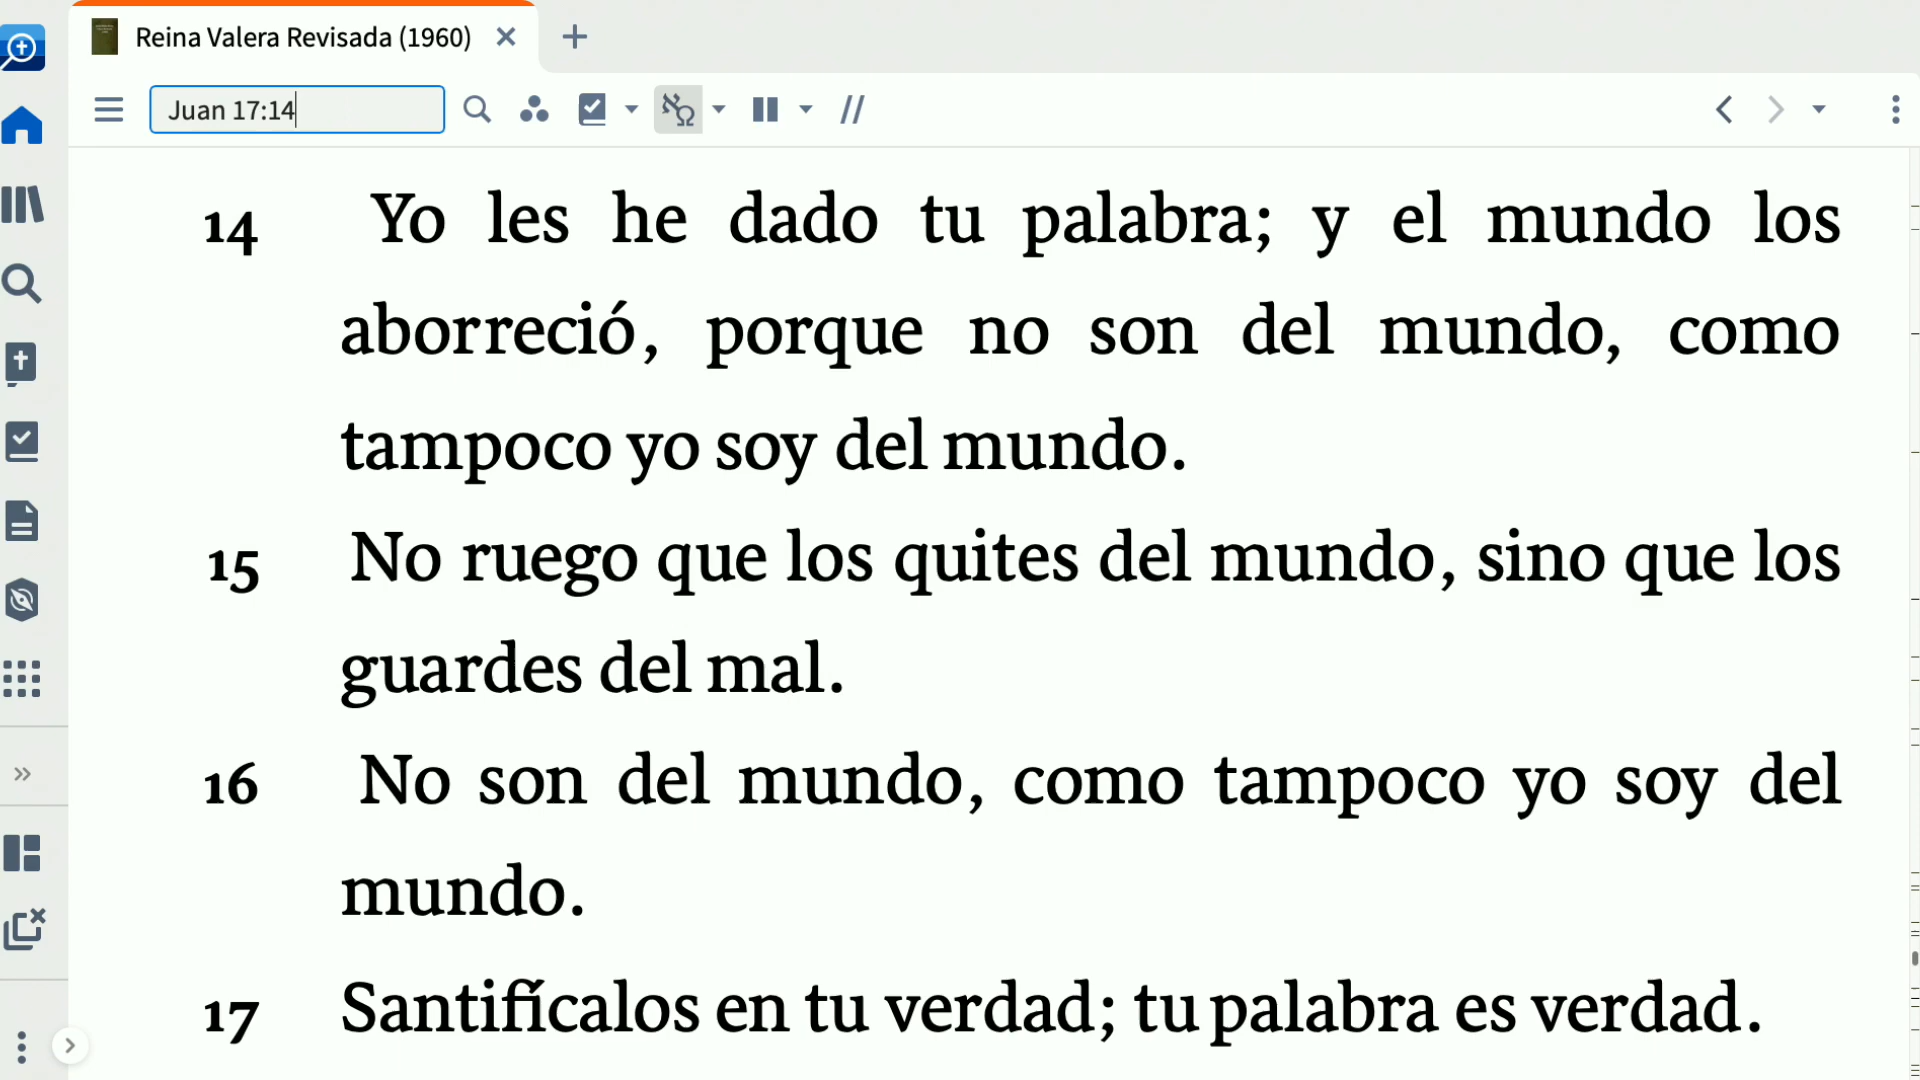 Reina Valera Revisada (1960)
Juan 17:14
14 Yo les he dado tu palabra; y el mundo los
aborreció, porque no son del mundo, como
tampoco yo soy del mundo.
15 No ruego que los quites del mundo, sino que los
guardes del mal.
16 No son del mundo, como tampoco yo soy del
mundo.
17 Santifícalos en tu verdad; tu palabra es verdad.